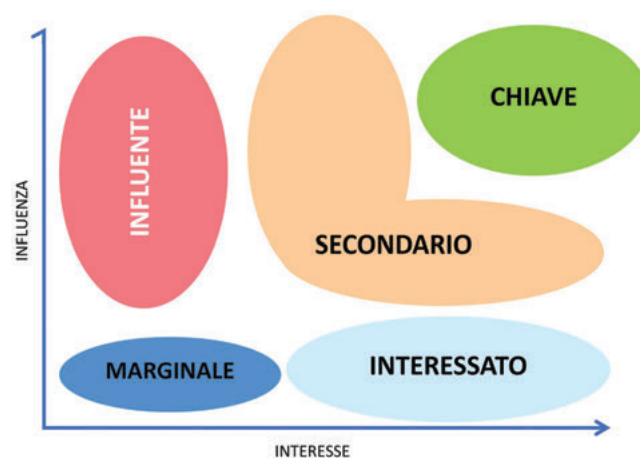 INFLUENZA
INFLUENTE
CHIAVE
SECONDARIO
MARGINALE
INTERESSATO
INTERESSE